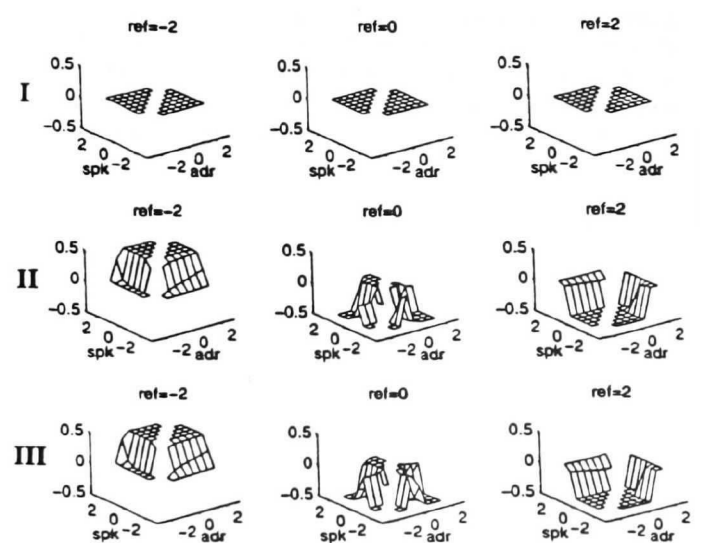 ref=-2 ref=0 ref=2
I
0.5 0.5 0.5
0 0 0
-0.5 -0.5 -0.5
2 0 -2 2 0 -2 2 0 -2
spk spk spk
-2 0 2 -2 0 2 -2 0 2
adr adr adr
ref=-2 ref=0 ref=2
II
0.5 0.5 0.5
0 0 0
-0.5 -0.5 -0.5
2 0 -2 2 0 -2 2 0 -2
spk spk spk
-2 0 2 -2 0 2 -2 0 2
adr adr adr
ref=-2 ref=0 ref=2
III
0.5 0.5 0.5
0 0 0
-0.5 -0.5 -0.5
2 0 -2 2 0 -2 2 0 -2
spk spk spk
-2 0 2 -2 0 2 -2 0 2
adr adr adr